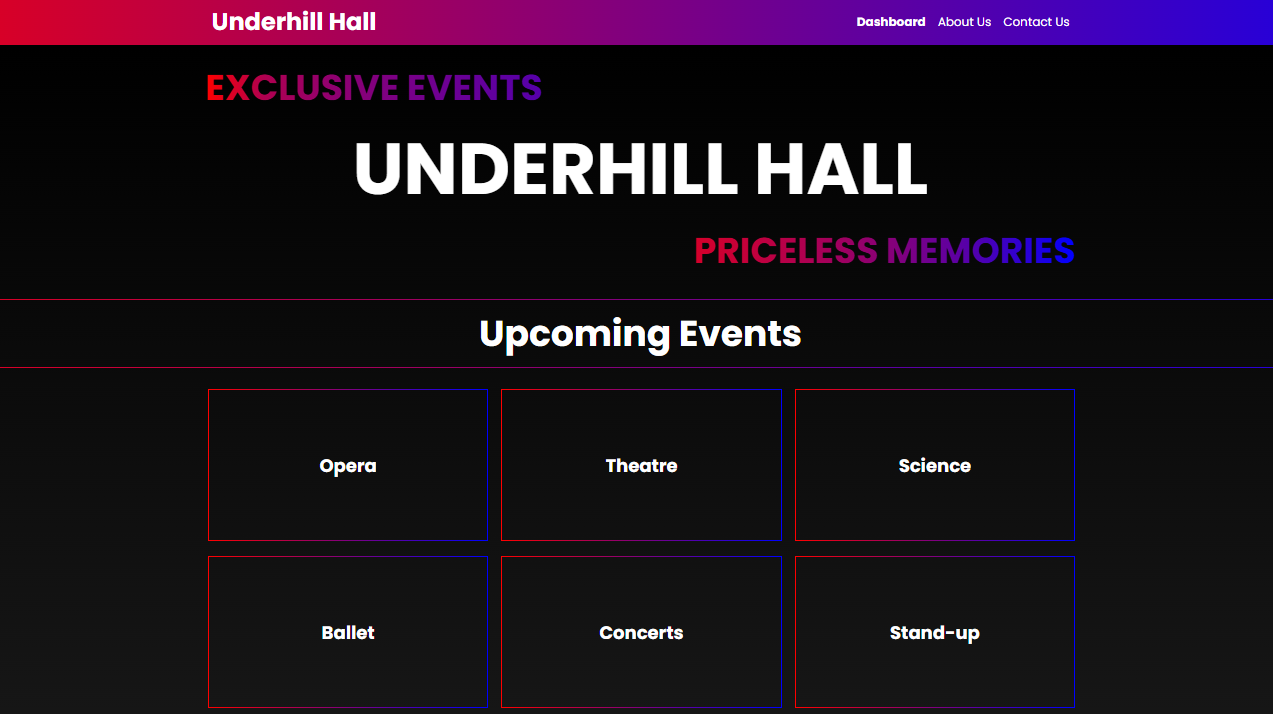 Underhill Hall
Dashboard About Us Contact Us
EXCLUSIVE EVENTS
UNDERHILL HALL
PRICELESS MEMORIES
Upcoming Events
Opera
Theatre
Science
Ballet
Concerts
Stand-up